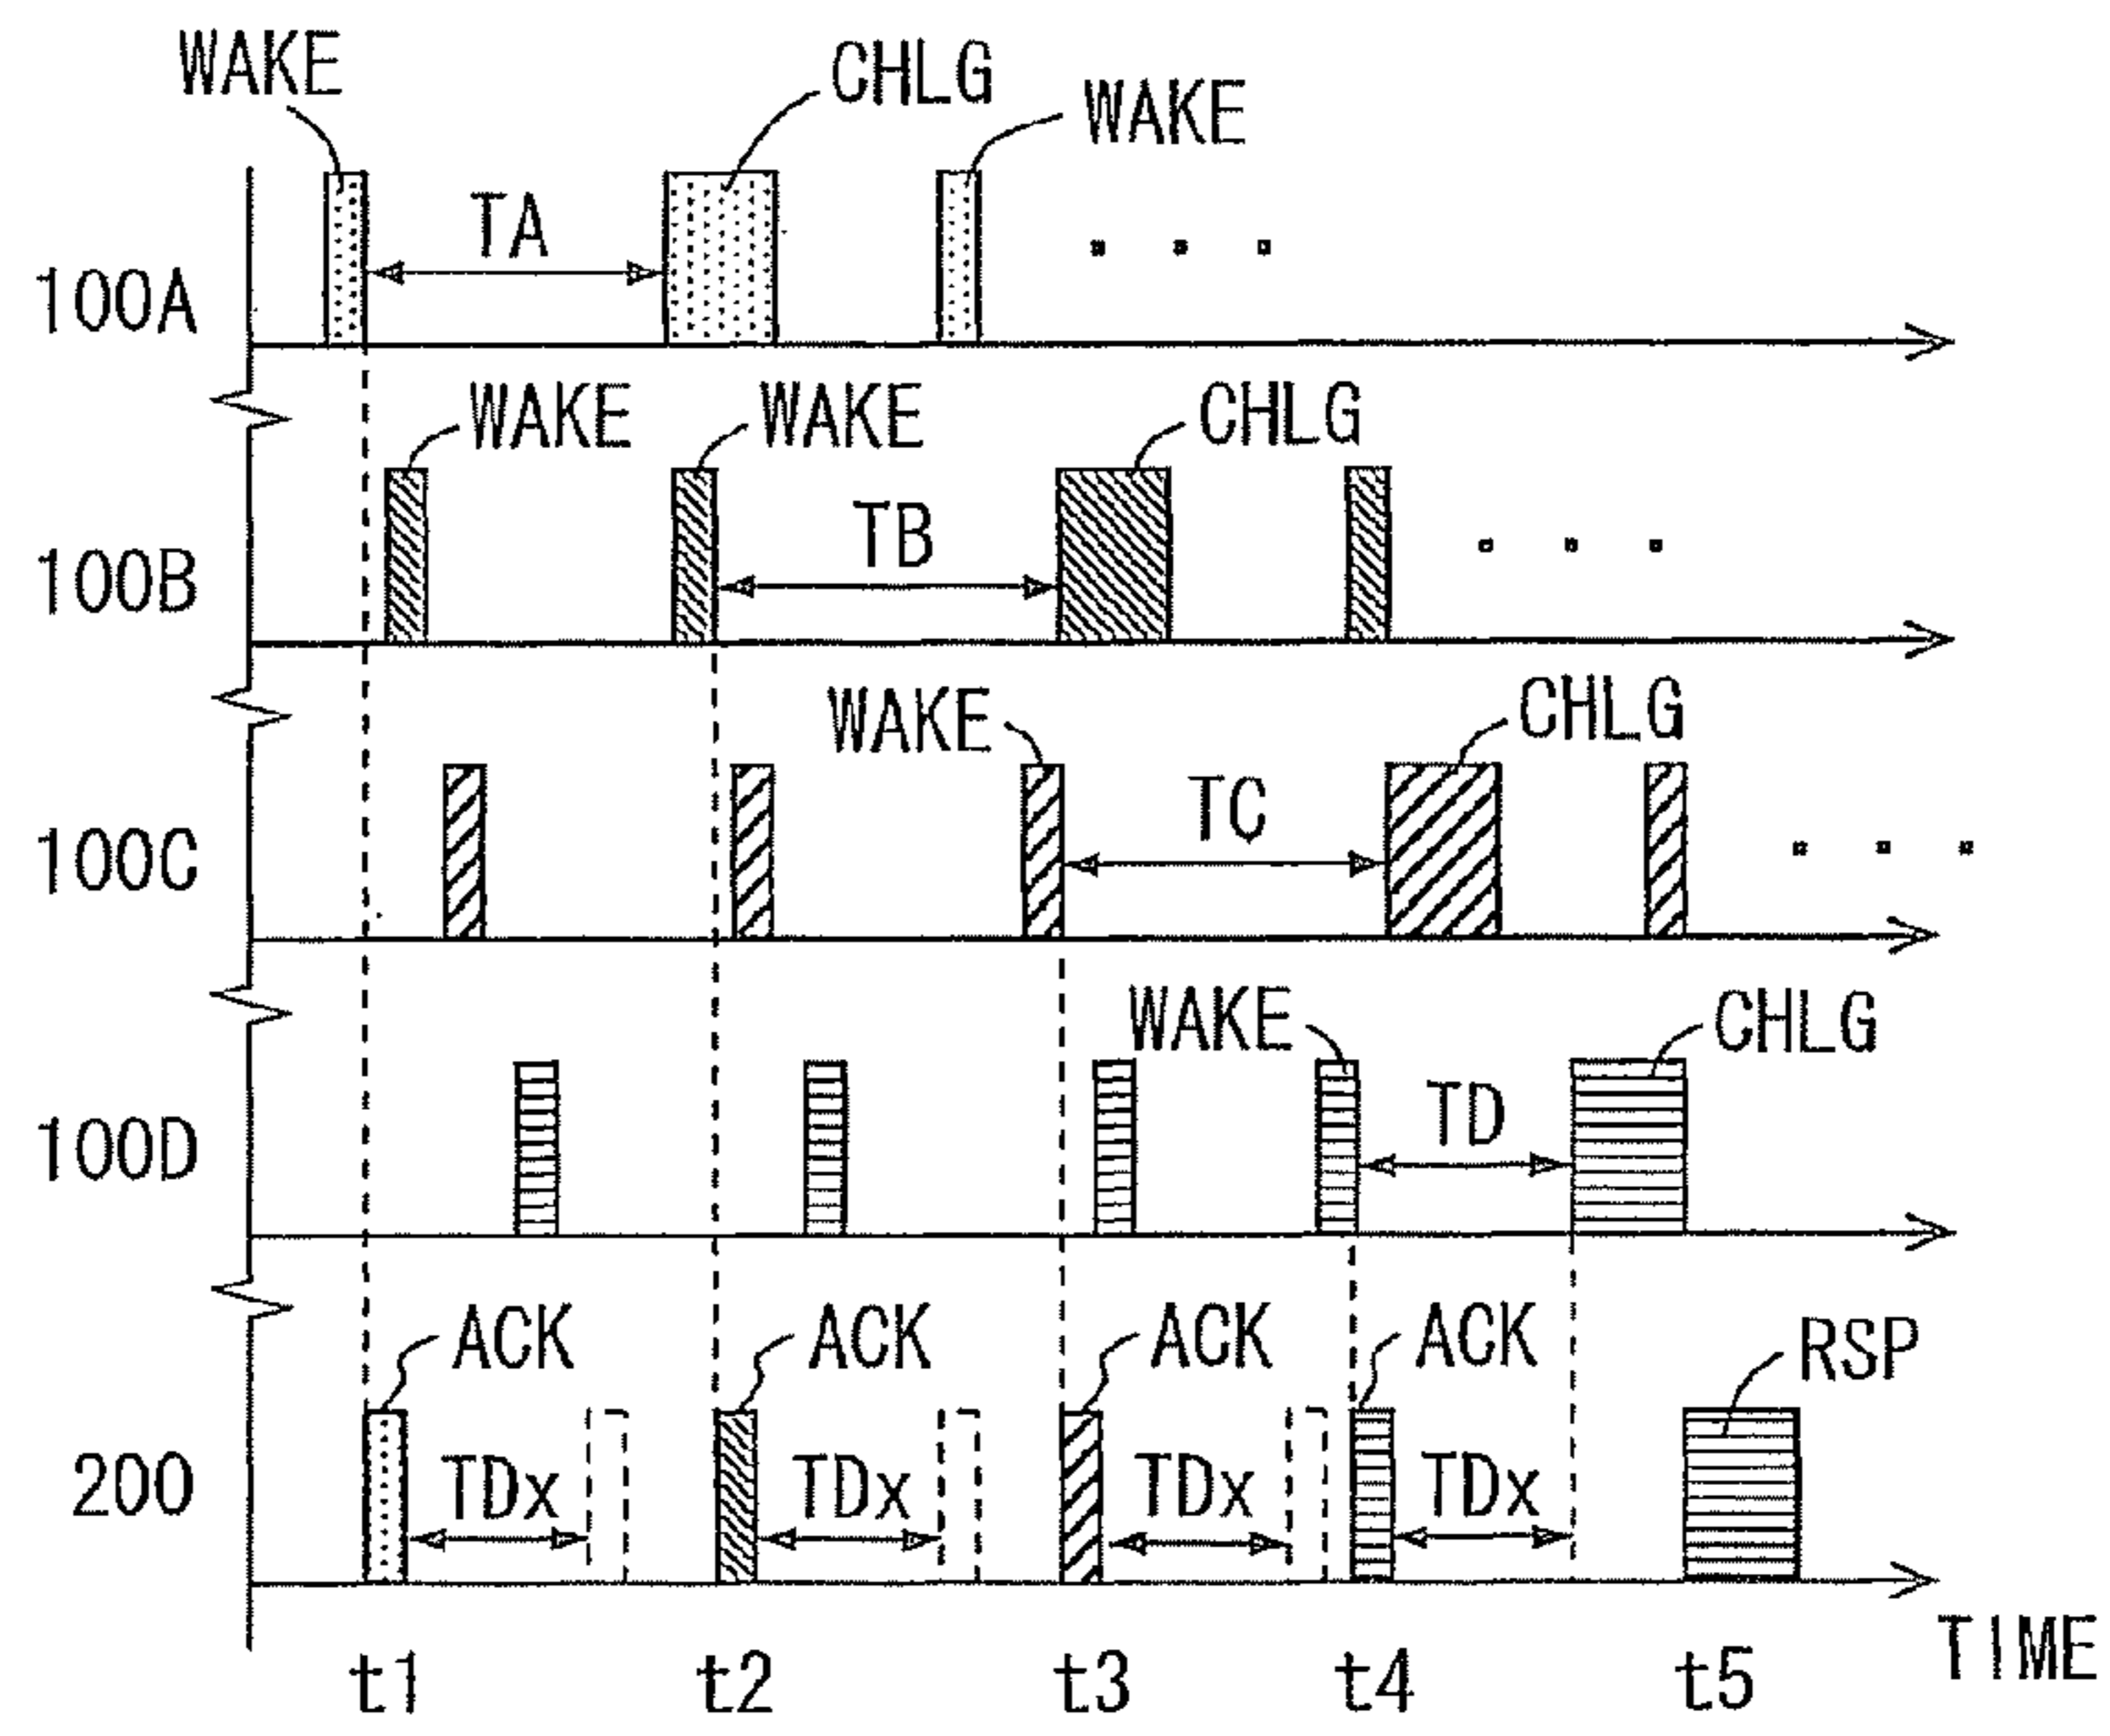 WAKE CHLG WAKE
TA
100A
WAKE WAKE CHLG
TB
100B
WAKE CHLG
TC
100C
WAKE CHLG
TD
100D
ACK ACK ACK ACK RSP
TDx TDx TDx TDx
200
t1 t2 t3 t4 t5 TIME